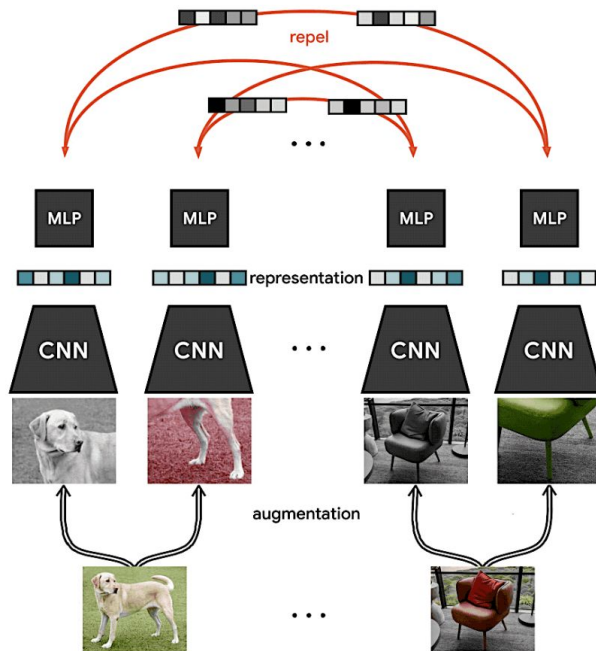 repel
. . .
MLP
MLP
MLP
MLP
representation
CNN
CNN
. . .
CNN
CNN
augmentation
. . .